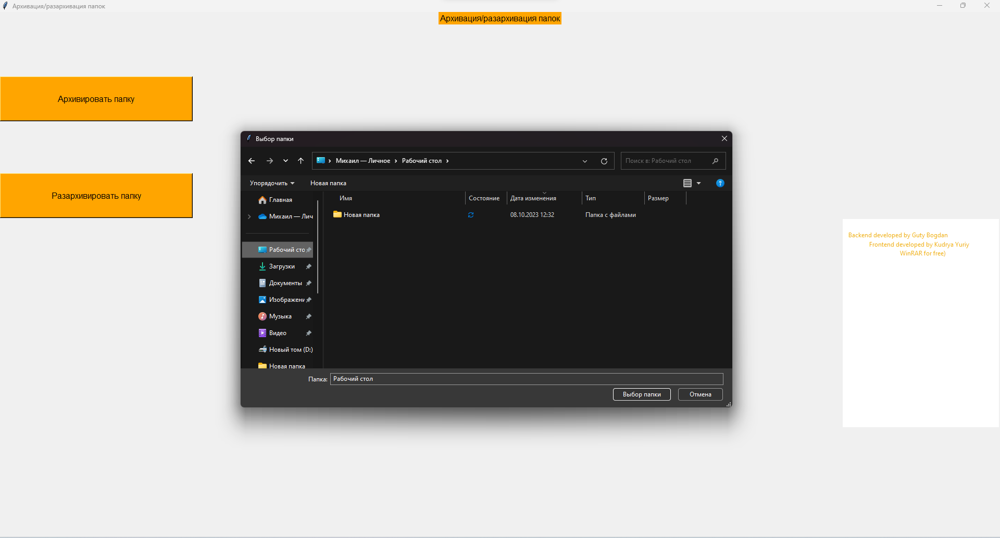 Архивация/разархивация папок
Архивация/разархивация папок
Архивировать папку
Разархивировать папку
Выбор папки
Михаил — Личное
Рабочий стол
Поиск в: Рабочий стол
Упорядочить
Новая папка
Главная
Михаил — Лич
Рабочий сто
Загрузки
Документы
Изображени
Музыка
Видео
Новый том (D:)
Новая папка
Имя Состояние Дата изменения Тип Размер
Новая папка 08.10.2023 12:32 Папка с файлами
Папка: Рабочий стол
Выбор папки
Отмена
Backend developed by Guty Bogdan
Frontend developed by Kudrya Yuriy
WinRAR for free)